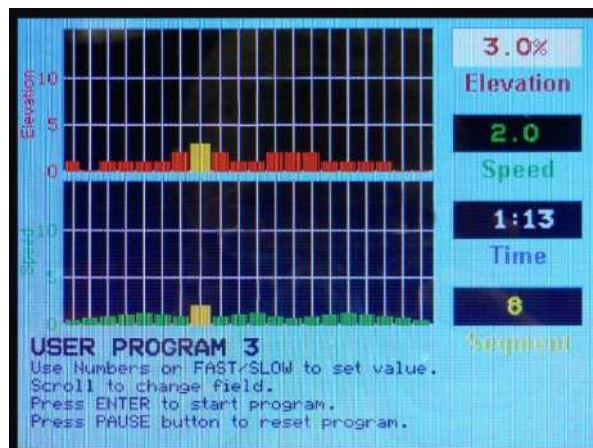 3.0%
Elevation
2.0
Speed
1:13
Time
8
Segment
Elevation
10
5
0
Speed
10
5
0
USER PROGRAM 3
Use Numbers or FAST/SLOW to set value.
Scroll to change field.
Press ENTER to start program.
Press PAUSE button to reset program.